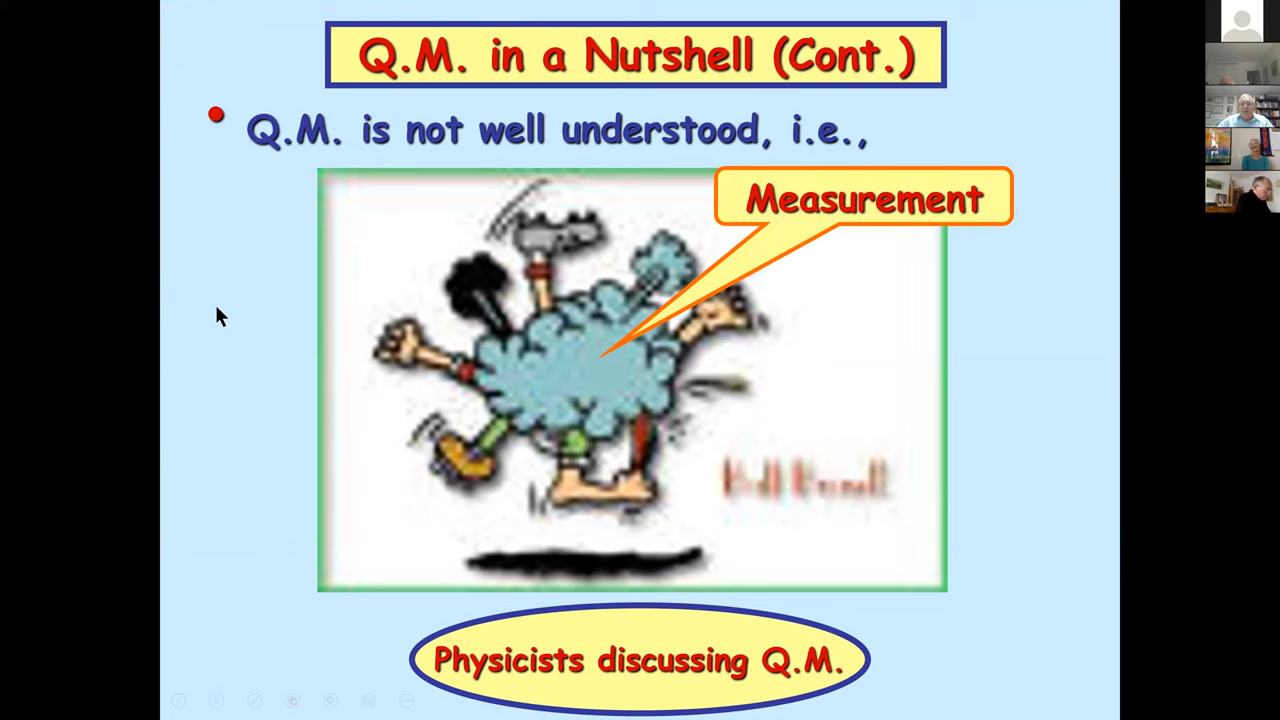 Q.M. in a Nutshell (Cont.)
Q.M. is not well understood, i.e.,
Measurement
Physicists discussing Q.M.